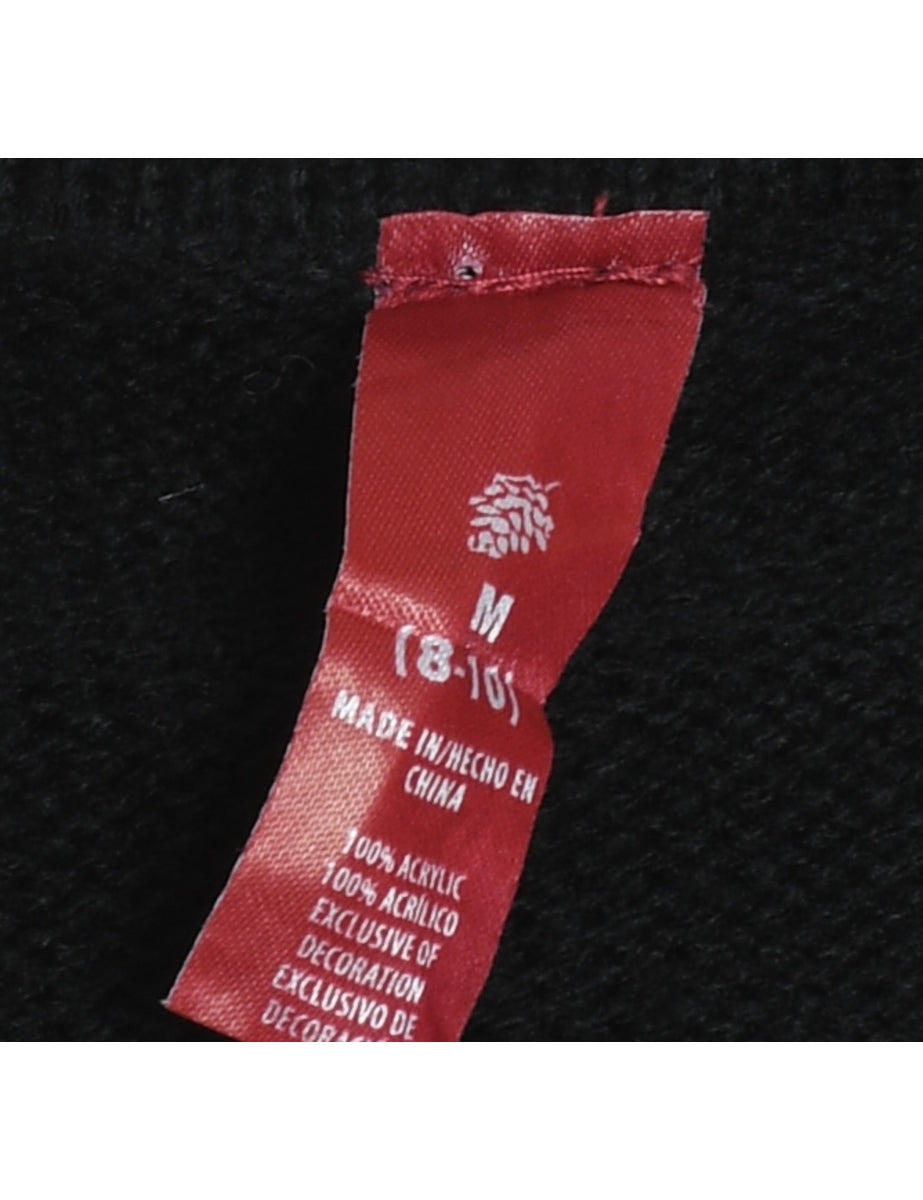 M
(8-10)
MADE IN/HECHO EN
CHINA
100% ACRYLIC
100% ACRÍLICO
EXCLUSIVE OF
DECORATION
EXCLUSIVO DE